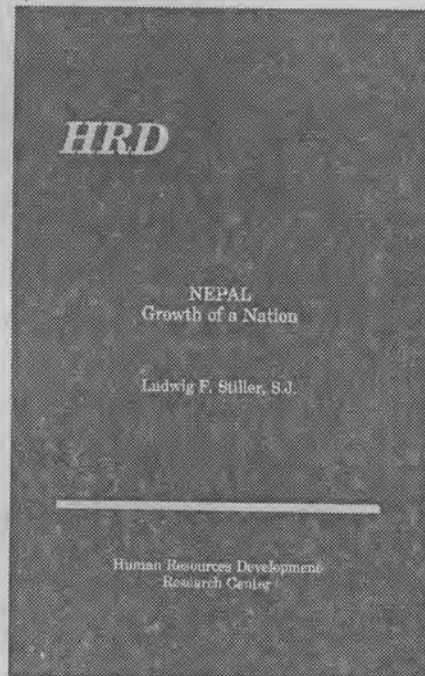 HRD
NEPAL
Growth of a Nation
Ludwig F. Stiller, S.J.
Human Resources Development
Research Center